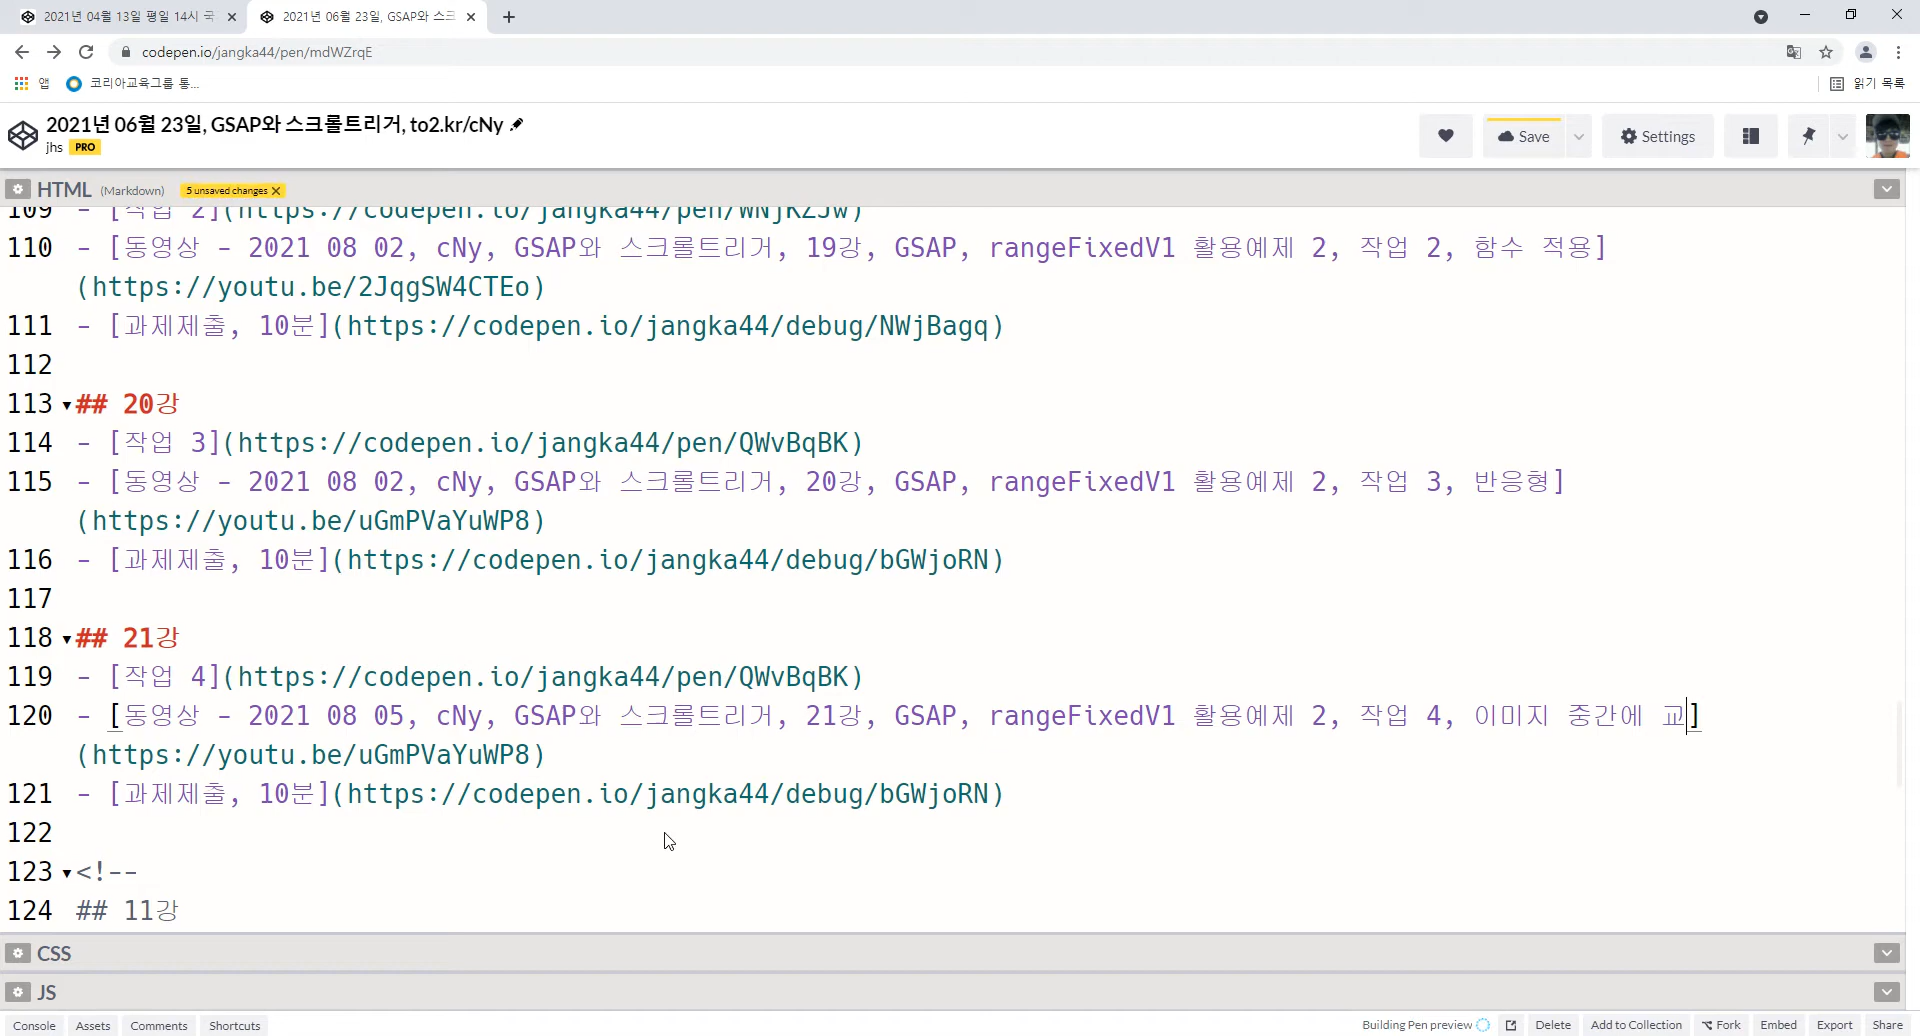 2021년 04월 13일 평일 14시 국
2021년 06월 23일, GSAP와 스크
codepen.io/jangka44/pen/mdWZrqE
앱
코리아교육그룹 통...
읽기 목록
2021년 06월 23일, GSAP와 스크롤트리거, to2.kr/cNy
jhs PRO
Save
Settings
HTML (Markdown) 5 unsaved changes
109 - [작업 2](https://codepen.io/jangka44/pen/WNjKZJw)
110 - [동영상 - 2021 08 02, cNy, GSAP와 스크롤트리거, 19강, GSAP, rangeFixedV1 활용예제 2, 작업 2, 함수 적용]
(https://youtu.be/2JqgSW4CTEo)
111 - [과제제출, 10분](https://codepen.io/jangka44/debug/NWjBagq)
112
113 ## 20강
114 - [작업 3](https://codepen.io/jangka44/pen/QWvBqBK)
115 - [동영상 - 2021 08 02, cNy, GSAP와 스크롤트리거, 20강, GSAP, rangeFixedV1 활용예제 2, 작업 3, 반응형]
(https://youtu.be/uGmPVaYuWP8)
116 - [과제제출, 10분](https://codepen.io/jangka44/debug/bGWjoRN)
117
118 ## 21강
119 - [작업 4](https://codepen.io/jangka44/pen/QWvBqBK)
120 - [동영상 - 2021 08 05, cNy, GSAP와 스크롤트리거, 21강, GSAP, rangeFixedV1 활용예제 2, 작업 4, 이미지 중간에 교]
(https://youtu.be/uGmPVaYuWP8)
121 - [과제제출, 10분](https://codepen.io/jangka44/debug/bGWjoRN)
122
123 <!--
124 ## 11강
CSS
JS
Console Assets Comments Shortcuts Building Pen preview Delete Add to Collection Fork Embed Export Share